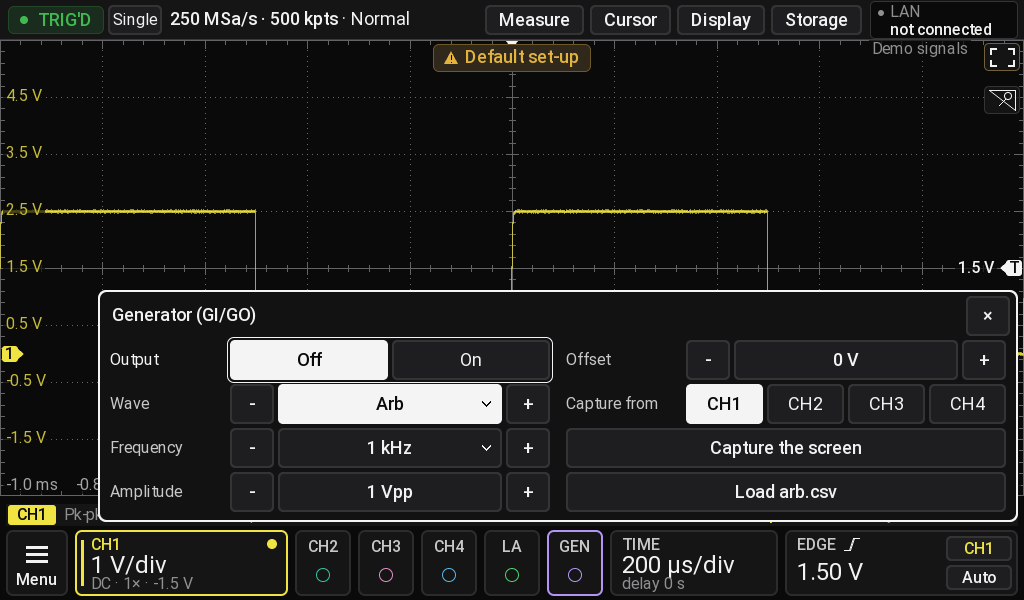 TRIG'D Single 250 MSa/s · 500 kpts · Normal Measure Cursor Display Storage LAN
not connected
Demo signals
Default set-up
4.5 V
3.5 V
2.5 V
1.5 V 1.5 V T
0.5 V
1
-0.5 V
-1.5 V
-1.0 ms
Generator (GI/GO) ×
Output Off On Offset - 0 V +
Wave - Arb + Capture from CH1 CH2 CH3 CH4
Frequency - 1 kHz + Capture the screen
Amplitude - 1 Vpp + Load arb.csv
CH1
Menu
CH1
1 V/div
DC · 1× · -1.5 V
CH2 CH3 CH4 LA GEN
TIME
200 µs/div
delay 0 s
EDGE
1.50 V
CH1
Auto